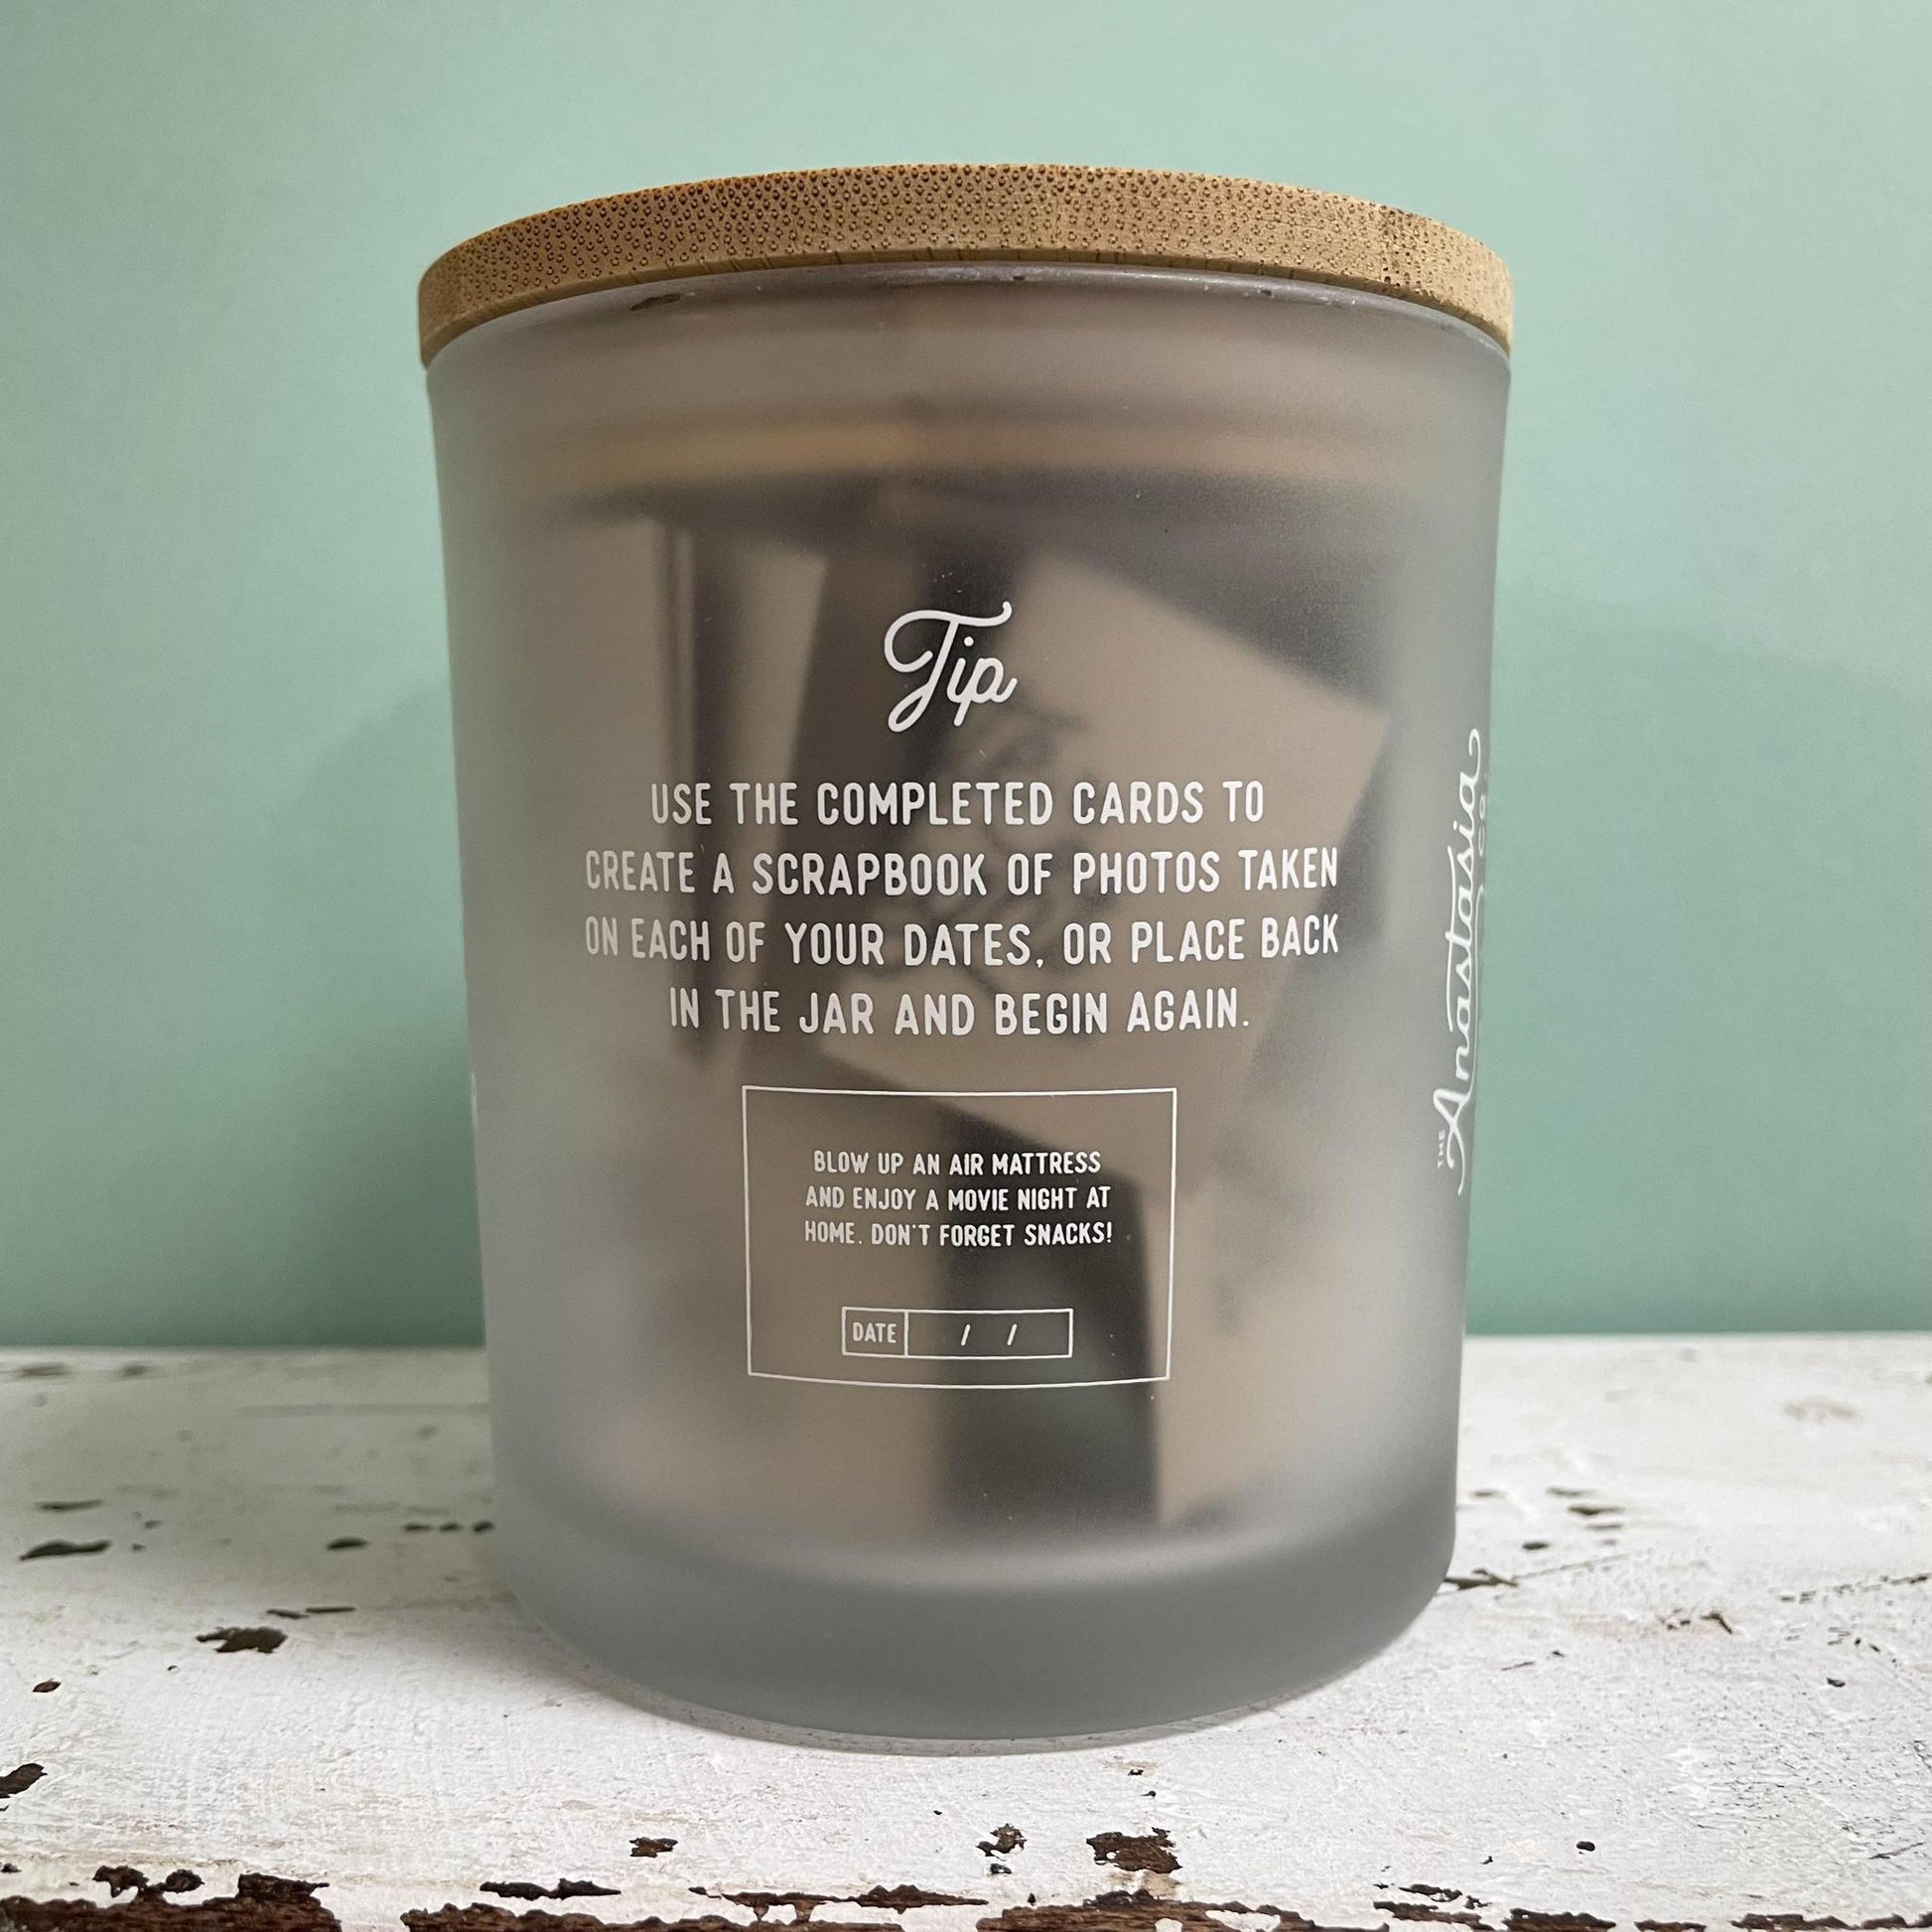 Tip
USE THE COMPLETED CARDS TO
CREATE A SCRAPBOOK OF PHOTOS TAKEN
ON EACH OF YOUR DATES, OR PLACE BACK
IN THE JAR AND BEGIN AGAIN.
BLOW UP AN AIR MATTRESS
AND ENJOY A MOVIE NIGHT AT
HOME. DON'T FORGET SNACKS!
DATE / /
THE Anastasia CO.